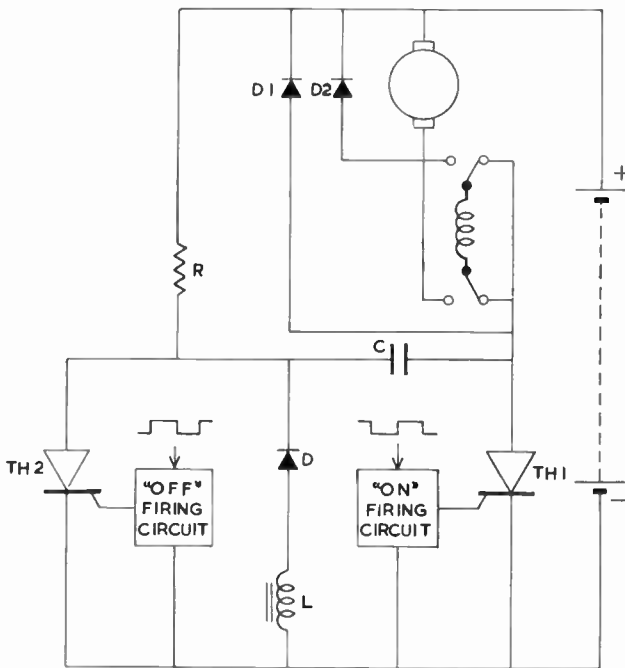 D1
D2
+
R
C
TH2
"OFF"
FIRING
CIRCUIT
D
"ON"
FIRING
CIRCUIT
TH1
−
L